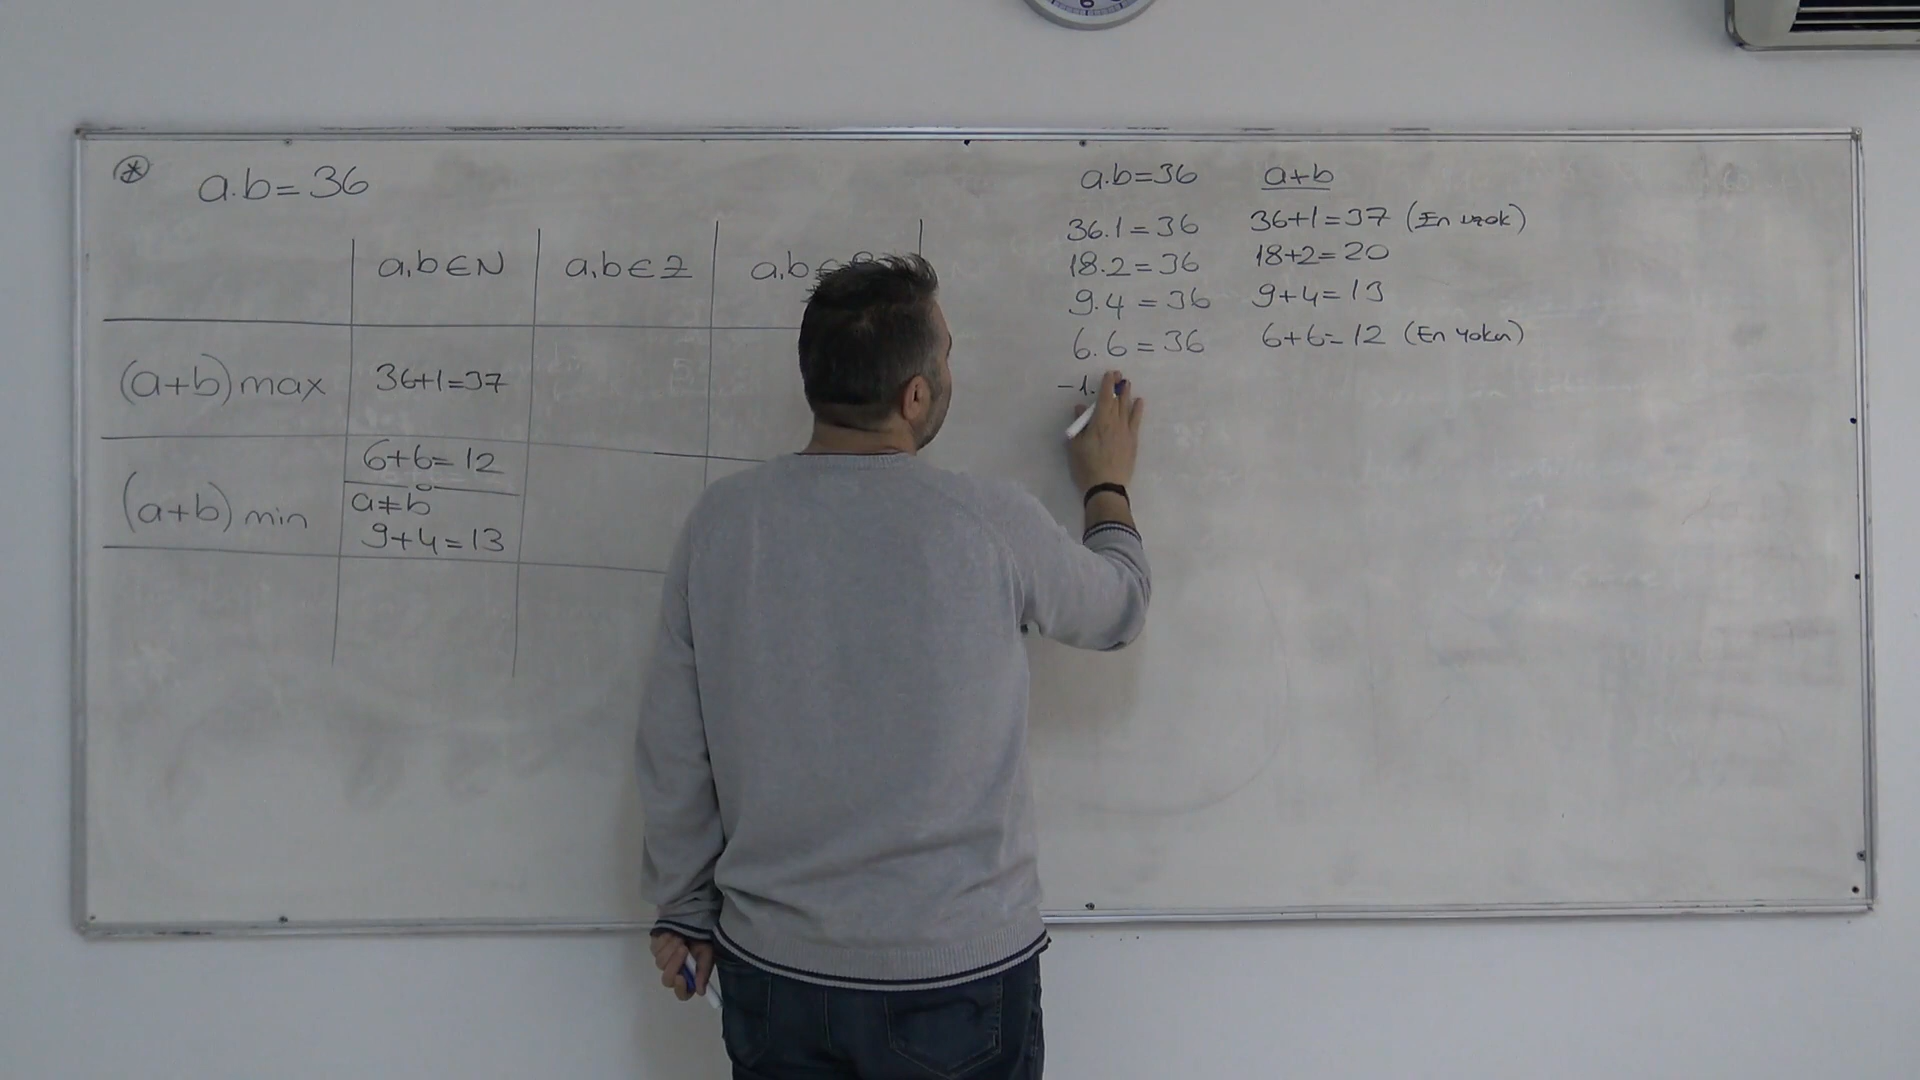 * a.b=36
a,b∈N a,b∈Z a,b∈
(a+b) max 36+1=37
(a+b) min 6+6=12
a≠b
9+4=13
a.b=36 a+b
36.1=36 36+1=37 (En uzak)
18.2=36 18+2=20
9.4=36 9+4=13
6.6=36 6+6=12 (En yakın)
-1.